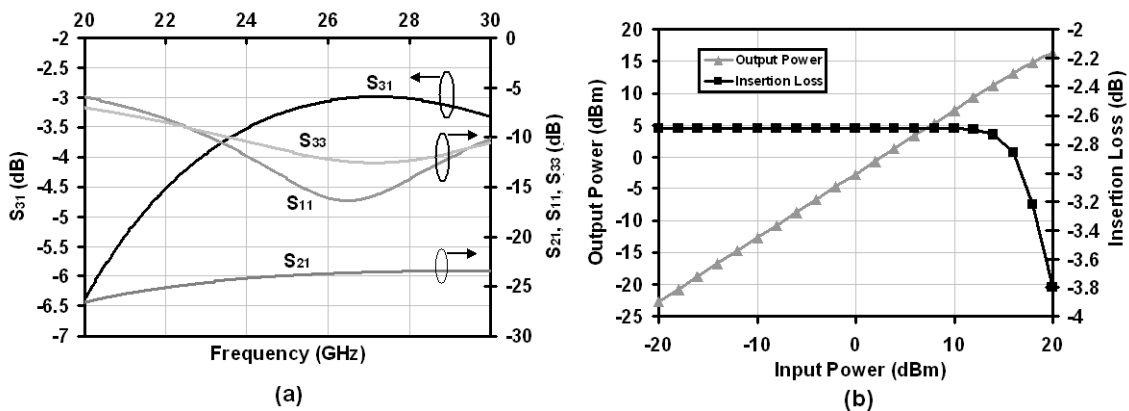 20 22 24 26 28 30
-2
-2.5
-3
-3.5
-4
-4.5
-5
-5.5
-6
-6.5
-7
S31 (dB)
0
-5
-10
-15
-20
-25
-30
S21, S11, S33 (dB)
S31
S33
S11
S21
Frequency (GHz)
(a)
20
15
10
5
0
-5
-10
-15
-20
-25
Output Power (dBm)
Output Power
Insertion Loss
-2
-2.2
-2.4
-2.6
-2.8
-3
-3.2
-3.4
-3.6
-3.8
-4
Insertion Loss (dB)
-20 -10 0 10 20
Input Power (dBm)
(b)